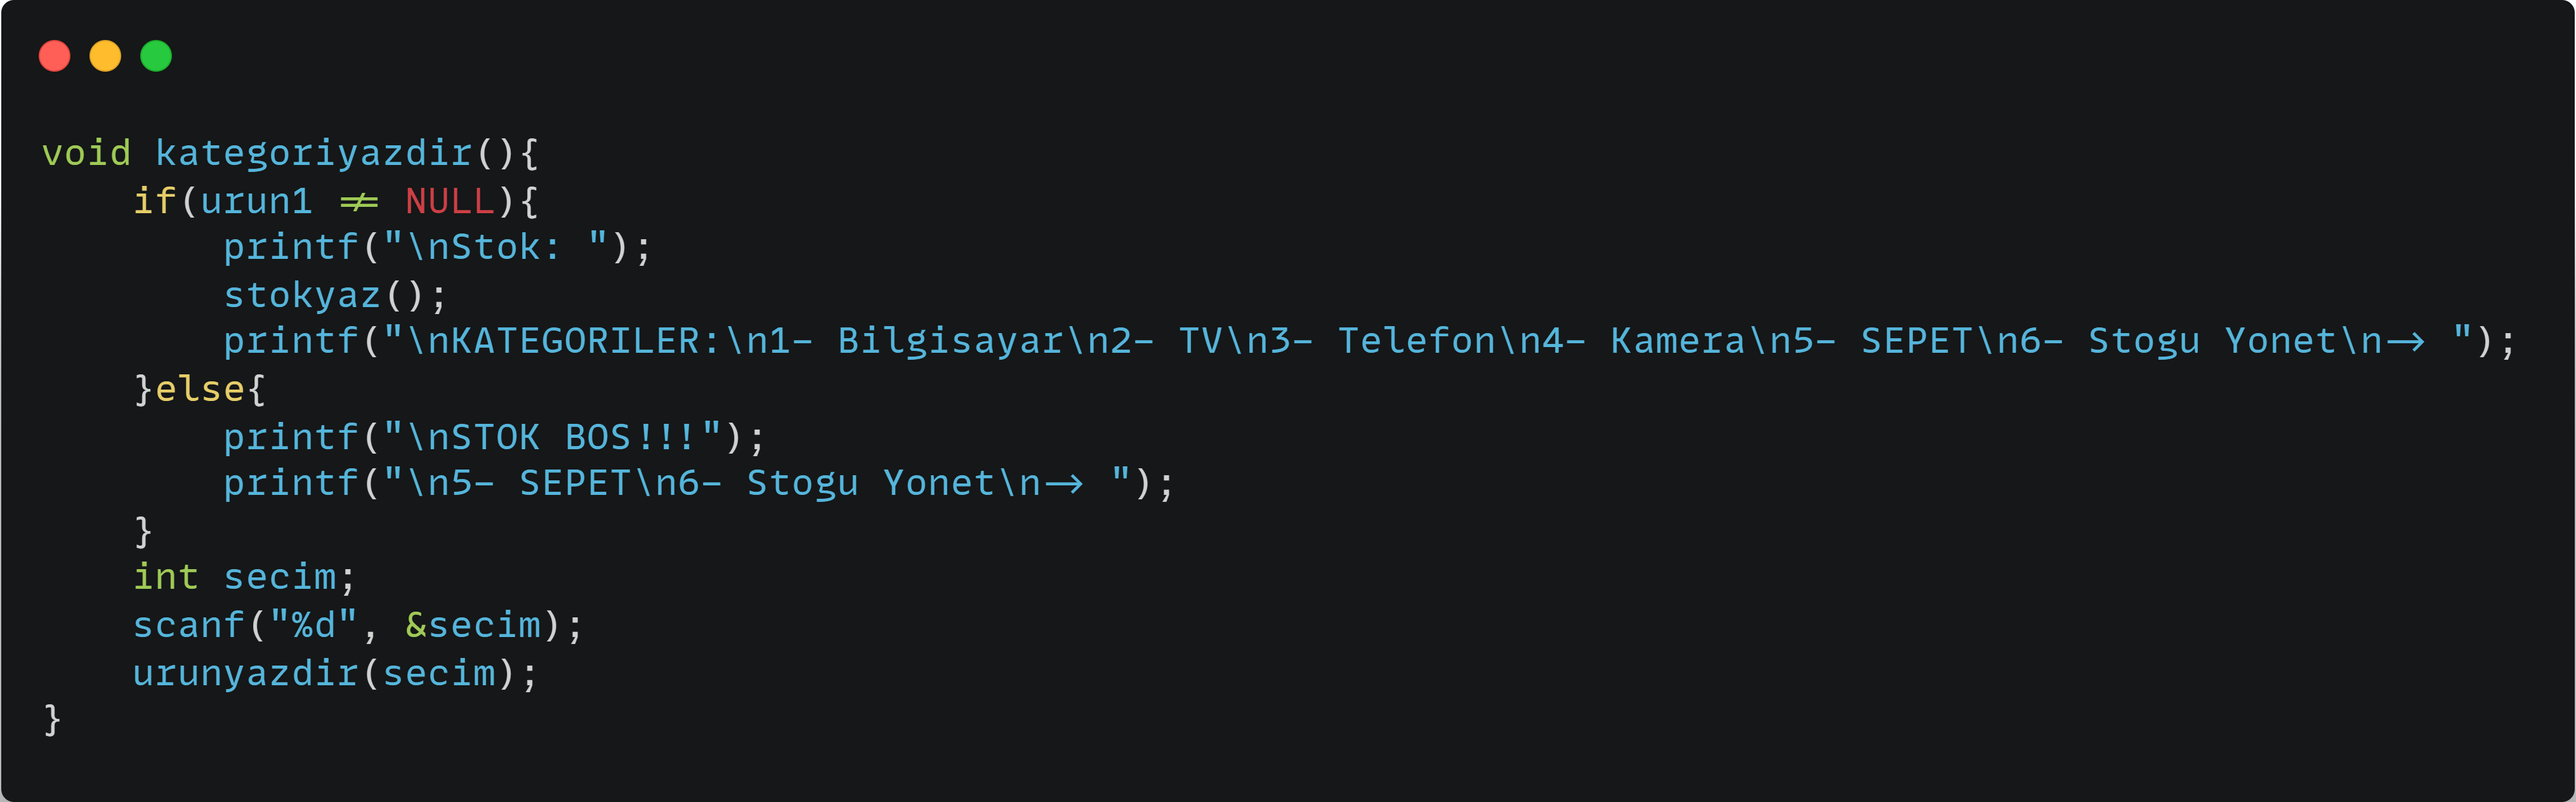 void kategoriyazdir(){
    if(urun1 != NULL){
        printf("\nStok: ");
        stokyaz();
        printf("\nKATEGORILER:\n1- Bilgisayar\n2- TV\n3- Telefon\n4- Kamera\n5- SEPET\n6- Stogu Yonet\n-> ");
    }else{
        printf("\nSTOK BOS!!!");
        printf("\n5- SEPET\n6- Stogu Yonet\n-> ");
    }
    int secim;
    scanf("%d", &secim);
    urunyazdir(secim);
}